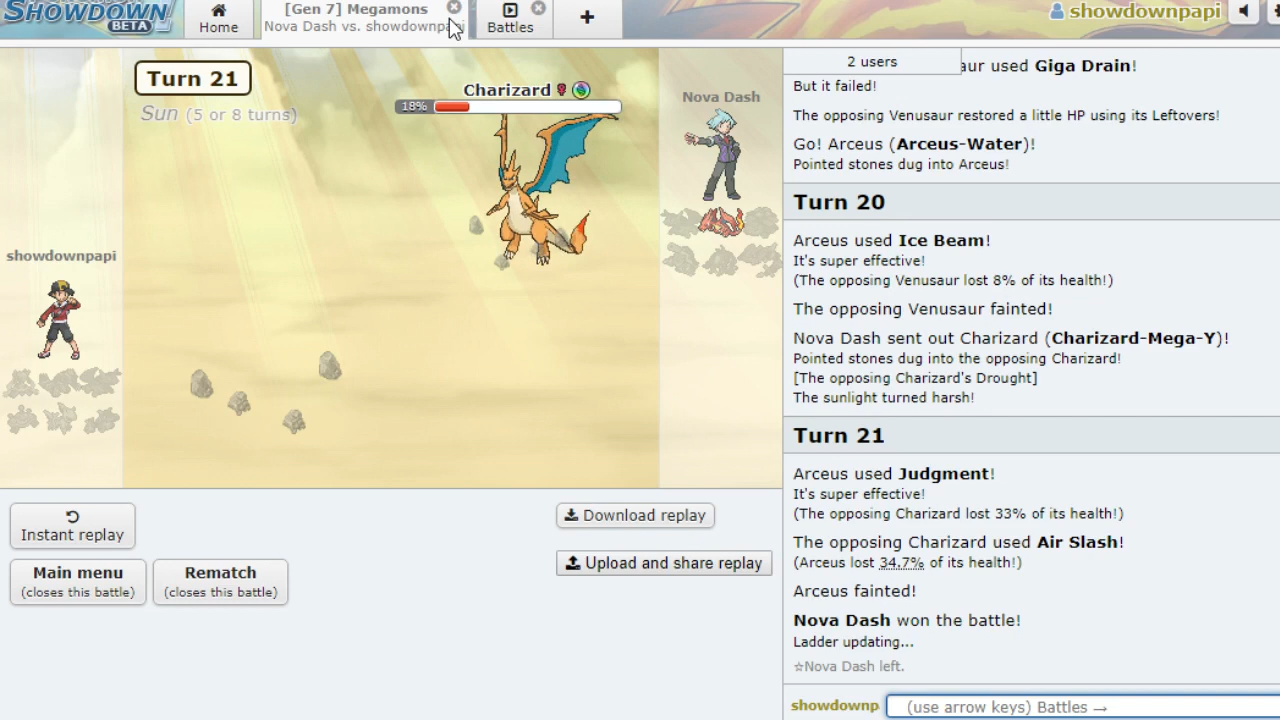 SHOWDOWN
BETA
Home
[Gen 7] Megamons
Nova Dash vs. showdownpapi
Battles
showdownpapi
Turn 21
Sun (5 or 8 turns)
Charizard
18%
Nova Dash
showdownpapi
Instant replay
Main menu
(closes this battle)
Rematch
(closes this battle)
Download replay
Upload and share replay
2 users
aur used Giga Drain!
But it failed!
The opposing Venusaur restored a little HP using its Leftovers!
Go! Arceus (Arceus-Water)!
Pointed stones dug into Arceus!
Turn 20
Arceus used Ice Beam!
It's super effective!
(The opposing Venusaur lost 8% of its health!)
The opposing Venusaur fainted!
Nova Dash sent out Charizard (Charizard-Mega-Y)!
Pointed stones dug into the opposing Charizard!
[The opposing Charizard's Drought]
The sunlight turned harsh!
Turn 21
Arceus used Judgment!
It's super effective!
(The opposing Charizard lost 33% of its health!)
The opposing Charizard used Air Slash!
(Arceus lost 34.7% of its health!)
Arceus fainted!
Nova Dash won the battle!
Ladder updating...
☆Nova Dash left.
showdownp
(use arrow keys) Battles →